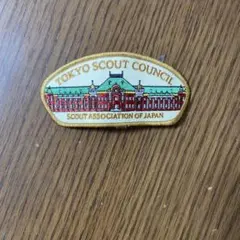 TOKYO SCOUT COUNCIL
SCOUT ASSOCIATION OF JAPAN